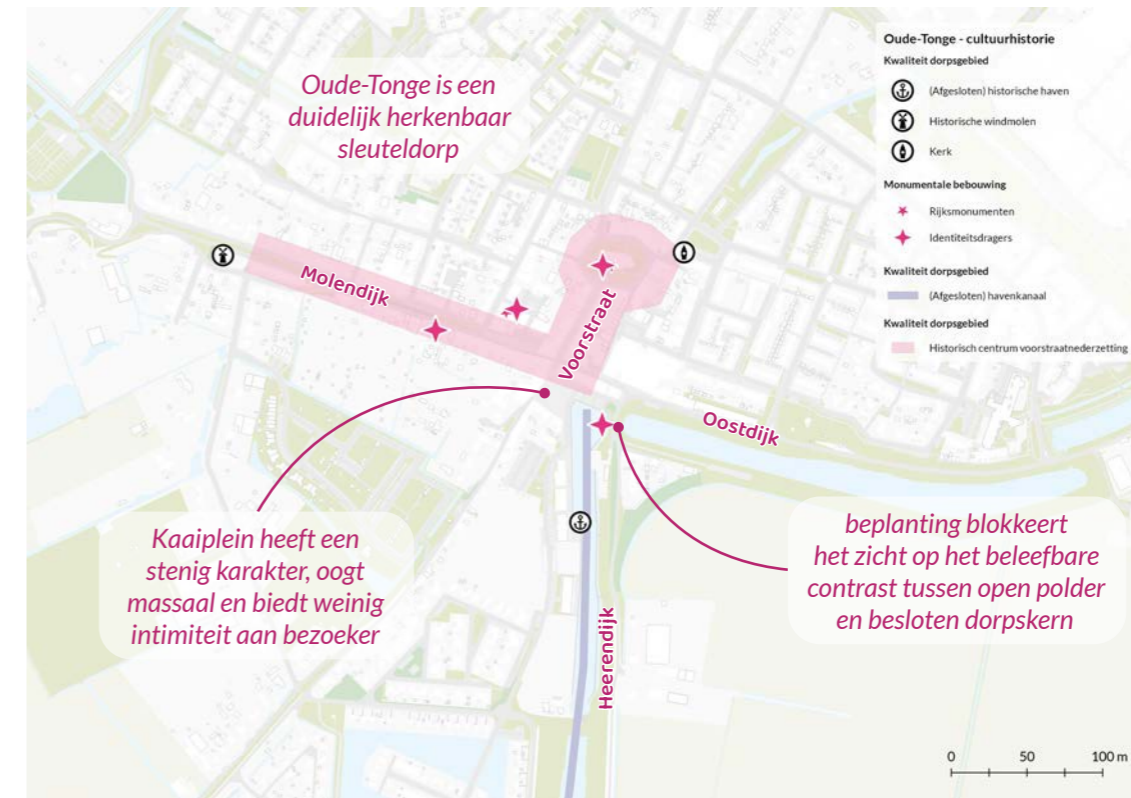 Oude-Tonge is een
duidelijk herkenbaar
sleuteldorp
Oude-Tonge - cultuurhistorie
Kwaliteit dorpsgebied
(Afgesloten) historische haven
Historische windmolen
Kerk
Monumentale bebouwing
Rijksmonumenten
Identiteitsdragers
Kwaliteit dorpsgebied
(Afgesloten) havenkanaal
Kwaliteit dorpsgebied
Historisch centrum voorstraatnederzetting
Molendijk
Voorstraat
Oostdijk
Heerendijk
Kaaiplein heeft een
stenig karakter, oogt
massaal en biedt weinig
intimiteit aan bezoeker
beplanting blokkeert
het zicht op het beleefbare
contrast tussen open polder
en besloten dorpskern
0 50 100 m